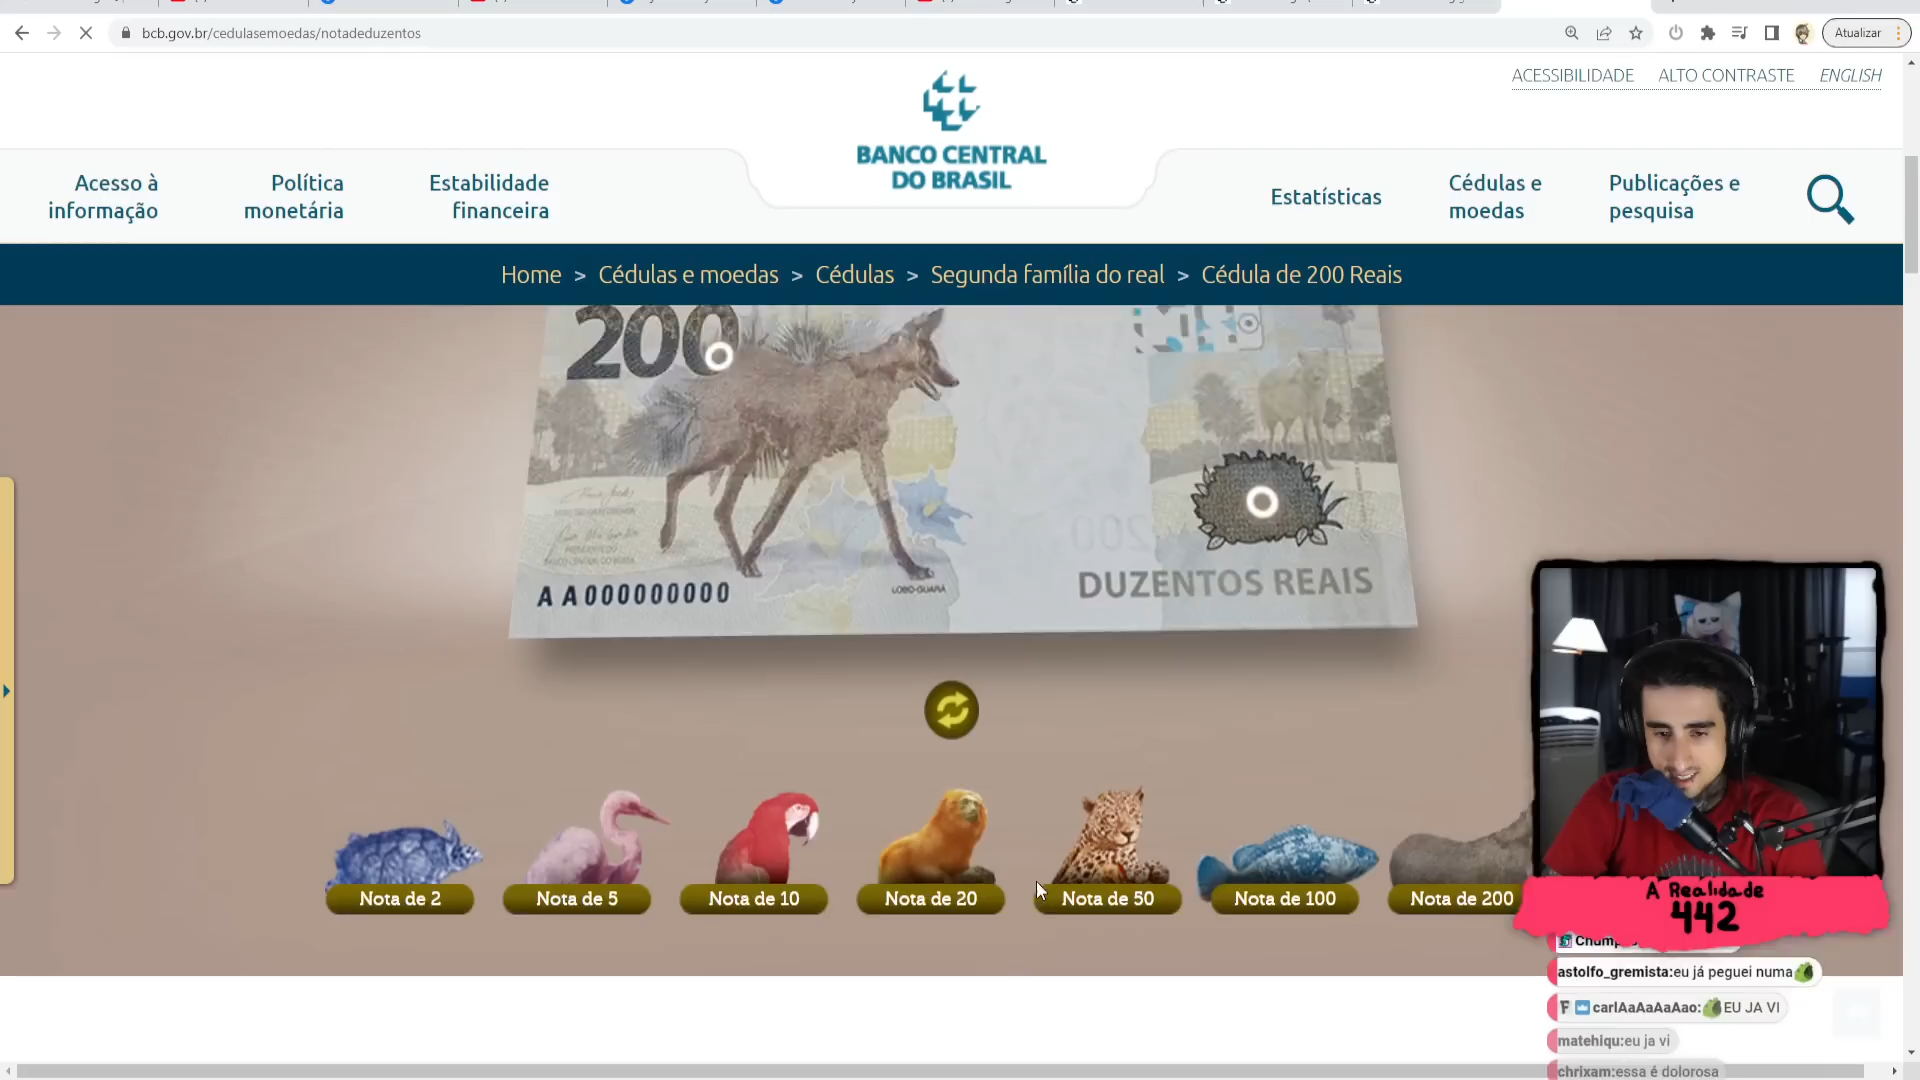 bcb.gov.br/cedulasemoedas/notadeduzentos
Atualizar
ACESSIBILIDADE
ALTO CONTRASTE
ENGLISH
BANCO CENTRAL
DO BRASIL
Acesso à
informação
Política
monetária
Estabilidade
financeira
Estatísticas
Cédulas e
moedas
Publicações e
pesquisa
Home > Cédulas e moedas > Cédulas > Segunda família do real > Cédula de 200 Reais
200
200
AA000000000
LOBO-GUARÁ
DUZENTOS REAIS
Nota de 2
Nota de 5
Nota de 10
Nota de 20
Nota de 50
Nota de 100
Nota de 200
A Realidade
442
astolfo_gremista:eu já peguei numa
carlAaAaAaAao: EU JA VI
matehiqu:eu ja vi
chrixam:essa é dolorosa